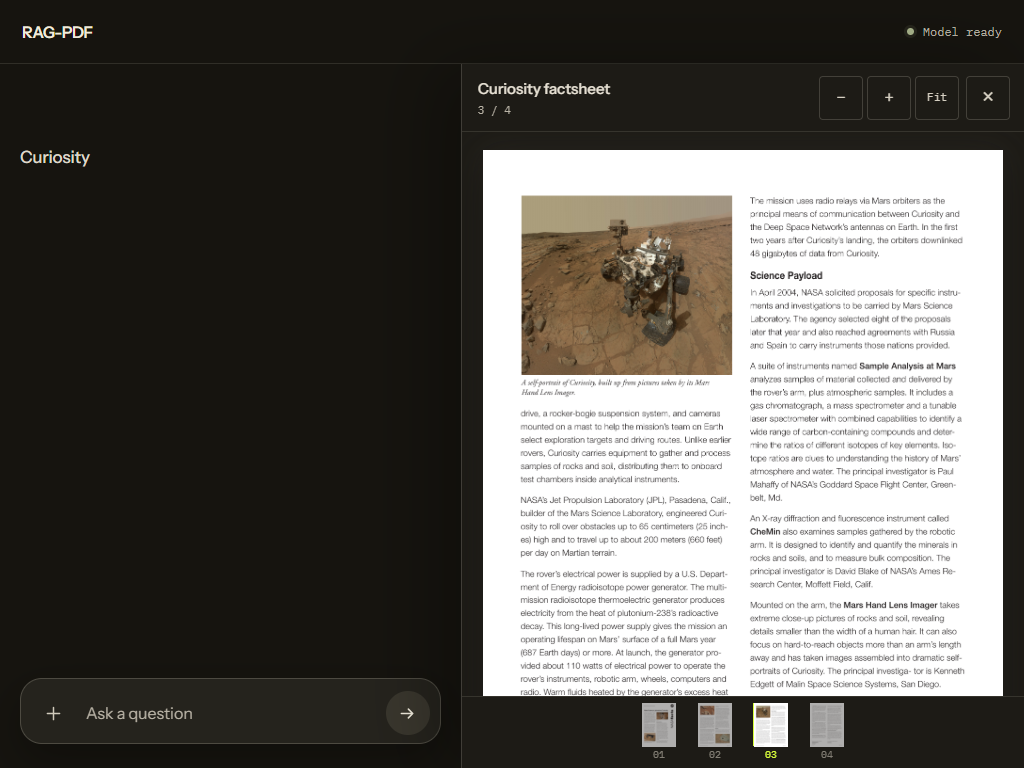 RAG-PDF
Model ready
Curiosity
Ask a question
Curiosity factsheet
3 / 4
Fit
A self-portrait of Curiosity, built up from pictures taken by its Mars
Hand Lens Imager.
drive, a rocker-bogie suspension system, and cameras
mounted on a mast to help the mission's team on Earth
select exploration targets and driving routes. Unlike earlier
rovers, Curiosity carries equipment to gather and process
samples of rocks and soil, distributing them to onboard
test chambers inside analytical instruments.
NASA's Jet Propulsion Laboratory (JPL), Pasadena, Calif.,
builder of the Mars Science Laboratory, engineered Curi-
osity to roll over obstacles up to 65 centimeters (25 inch-
es) high and to travel up to about 200 meters (660 feet)
per day on Martian terrain.
The rover's electrical power is supplied by a U.S. Depart-
ment of Energy radioisotope power generator. The multi-
mission radioisotope thermoelectric generator produces
electricity from the heat of plutonium-238's radioactive
decay. This long-lived power supply gives the mission an
operating lifespan on Mars' surface of a full Mars year
(687 Earth days) or more. At launch, the generator pro-
vided about 110 watts of electrical power to operate the
rover's instruments, robotic arm, wheels, computers and
radio. Warm fluids heated by the generator's excess heat
The mission uses radio relays via Mars orbiters as the
principal means of communication between Curiosity and
the Deep Space Network's antennas on Earth. In the first
two years after Curiosity's landing, the orbiters downlinked
48 gigabytes of data from Curiosity.
Science Payload
In April 2004, NASA solicited proposals for specific instru-
ments and investigations to be carried by Mars Science
Laboratory. The agency selected eight of the proposals
later that year and also reached agreements with Russia
and Spain to carry instruments those nations provided.
A suite of instruments named Sample Analysis at Mars
analyzes samples of material collected and delivered by
the rover's arm, plus atmospheric samples. It includes a
gas chromatograph, a mass spectrometer and a tunable
laser spectrometer with combined capabilities to identify a
wide range of carbon-containing compounds and deter-
mine the ratios of different isotopes of key elements. Iso-
tope ratios are clues to understanding the history of Mars'
atmosphere and water. The principal investigator is Paul
Mahaffy of NASA's Goddard Space Flight Center, Green-
belt, Md.
An X-ray diffraction and fluorescence instrument called
CheMin also examines samples gathered by the robotic
arm. It is designed to identify and quantify the minerals in
rocks and soils, and to measure bulk composition. The
principal investigator is David Blake of NASA's Ames Re-
search Center, Moffett Field, Calif.
Mounted on the arm, the Mars Hand Lens Imager takes
extreme close-up pictures of rocks and soil, revealing
details smaller than the width of a human hair. It can also
focus on hard-to-reach objects more than an arm's length
away and has taken images assembled into dramatic self-
portraits of Curiosity. The principal investiga- tor is Kenneth
Edgett of Malin Space Science Systems, San Diego.
01
02
03
04